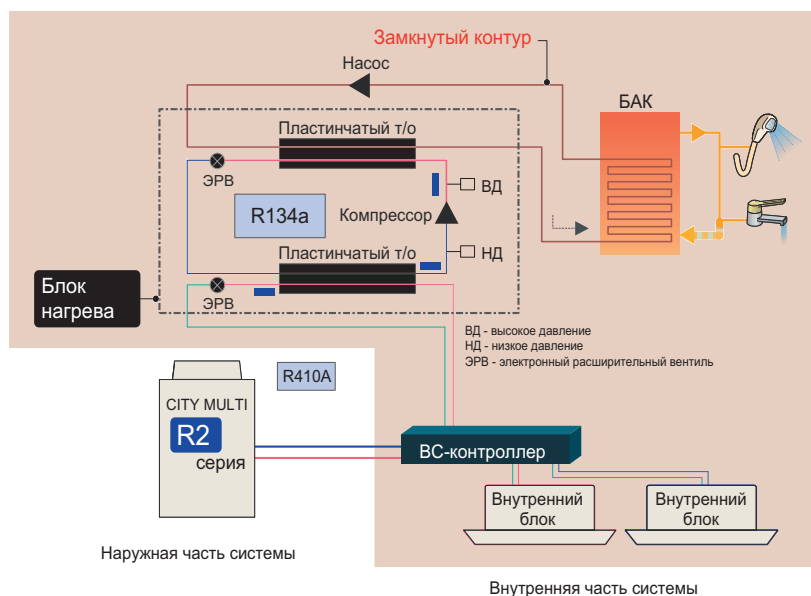 Замкнутый контур
Насос
БАК
Пластинчатый т/о
ЭРВ
ВД
R134a
Компрессор
Пластинчатый т/о
НД
ЭРВ
Блок
нагрева
ВД - высокое давление
НД - низкое давление
ЭРВ - электронный расширительный вентиль
R410A
CITY MULTI
R2
серия
ВС-контроллер
Внутренний
блок
Внутренний
блок
Наружная часть системы
Внутренняя часть системы